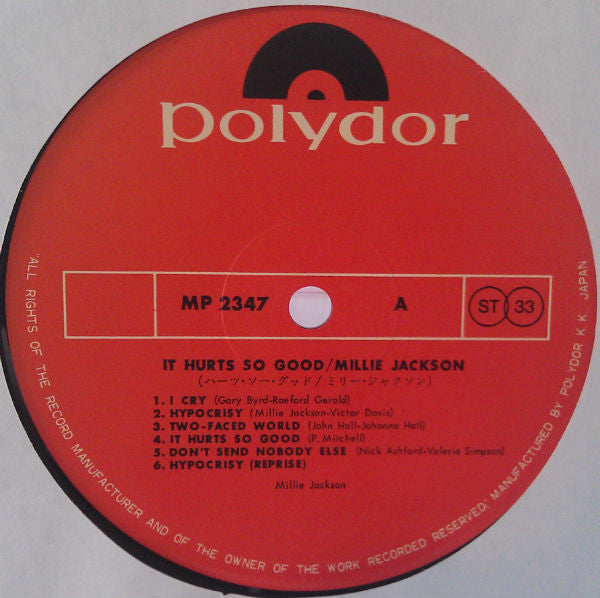 polydor
MP 2347 A ST 33
IT HURTS SO GOOD/MILLIE JACKSON
(ハーツ・ソー・グッド/ミリー・ジャクソン)
1. I CRY (Gary Byrd-Raeford Gerald)
2. HYPOCRISY (Millie Jackson-Victor Davis)
3. TWO-FACED WORLD (John Hall-Johanna Hall)
4. IT HURTS SO GOOD (P. Mitchell)
5. DON'T SEND NOBODY ELSE (Nick Ashford-Valerie Simpson)
6. HYPOCRISY (REPRISE)
Millie Jackson
"ALL RIGHTS OF THE RECORD MANUFACTURER AND OF THE OWNER OF THE WORK RECORDED RESERVED." MANUFACTURED BY POLYDOR K.K. JAPAN